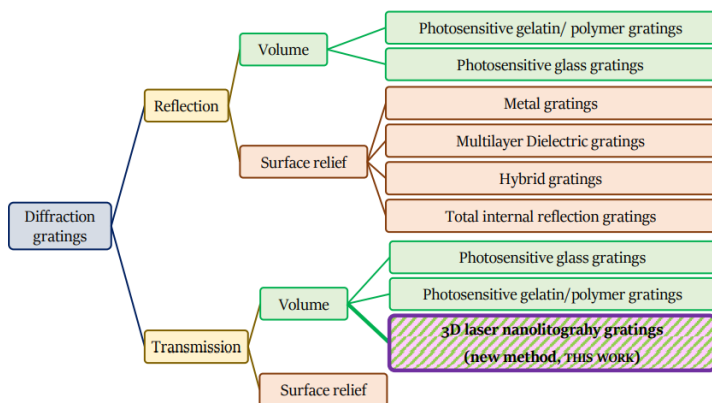 Photosensitive gelatin/ polymer gratings
Volume
Photosensitive glass gratings
Reflection
Metal gratings
Multilayer Dielectric gratings
Surface relief
Hybrid gratings
Total internal reflection gratings
Diffraction
gratings
Photosensitive glass gratings
Volume
Photosensitive gelatin/polymer gratings
3D laser nanolitograhy gratings
(new method, THIS WORK)
Transmission
Surface relief